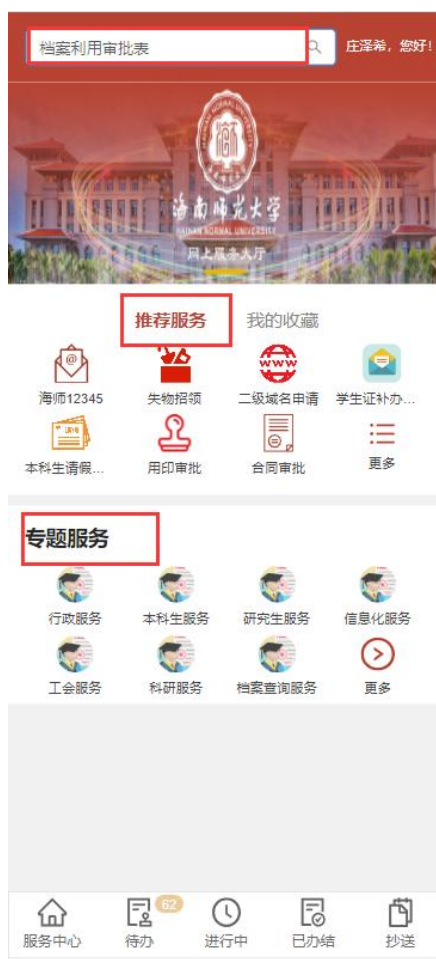 档案利用审批表
庄泽希，您好！
海南师范大学
HAINAN NORMAL UNIVERSITY
网上服务大厅
推荐服务 我的收藏
海师12345 失物招领 二级域名申请 学生证补办...
本科生请假... 用印审批 合同审批 更多
专题服务
行政服务 本科生服务 研究生服务 信息化服务
工会服务 科研服务 档案查询服务 更多
62
服务中心 待办 进行中 已办结 抄送